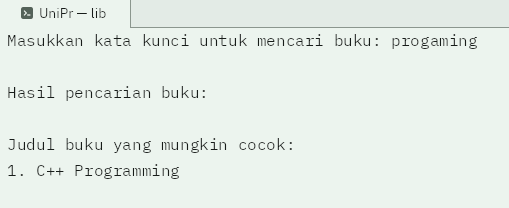 UniPr — lib
Masukkan kata kunci untuk mencari buku: progaming
Hasil pencarian buku:
Judul buku yang mungkin cocok:
1. C++ Programming